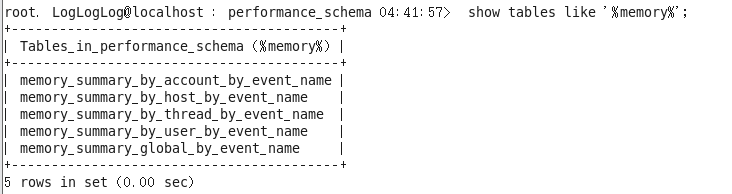 root. LogLogLog@localhost : performance_schema 04:41:57> show tables like '%memory%';
+----------------------------------------+
| Tables_in_performance_schema (%memory%) |
+----------------------------------------+
| memory_summary_by_account_by_event_name |
| memory_summary_by_host_by_event_name |
| memory_summary_by_thread_by_event_name |
| memory_summary_by_user_by_event_name |
| memory_summary_global_by_event_name |
+----------------------------------------+
5 rows in set (0.00 sec)